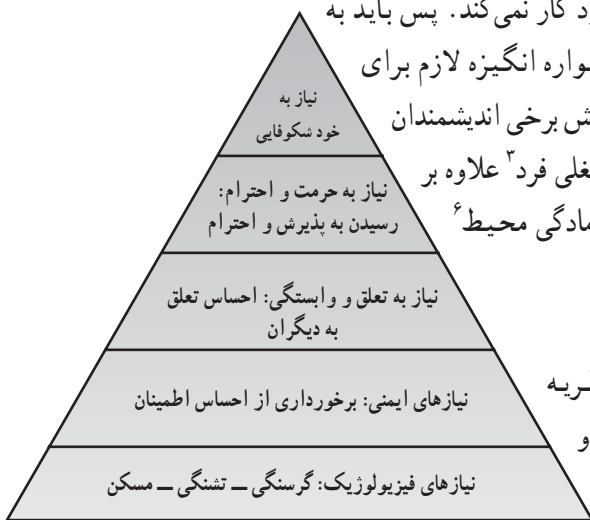 ود کار نمی‌کند. پس باید به
واره انگیزه لازم برای
ش برخی اندیشمندان
غلی فرد۳ علاوه بر
مادگی محیط۶
ـریه
و
نیاز به
خود شکوفایی
نیاز به حرمت و احترام:
رسیدن به پذیرش و احترام
نیاز به تعلق و وابستگی: احساس تعلق
به دیگران
نیازهای ایمنی: برخورداری از احساس اطمینان
نیازهای فیزیولوژیک: گرسنگی ــ تشنگی ــ مسکن